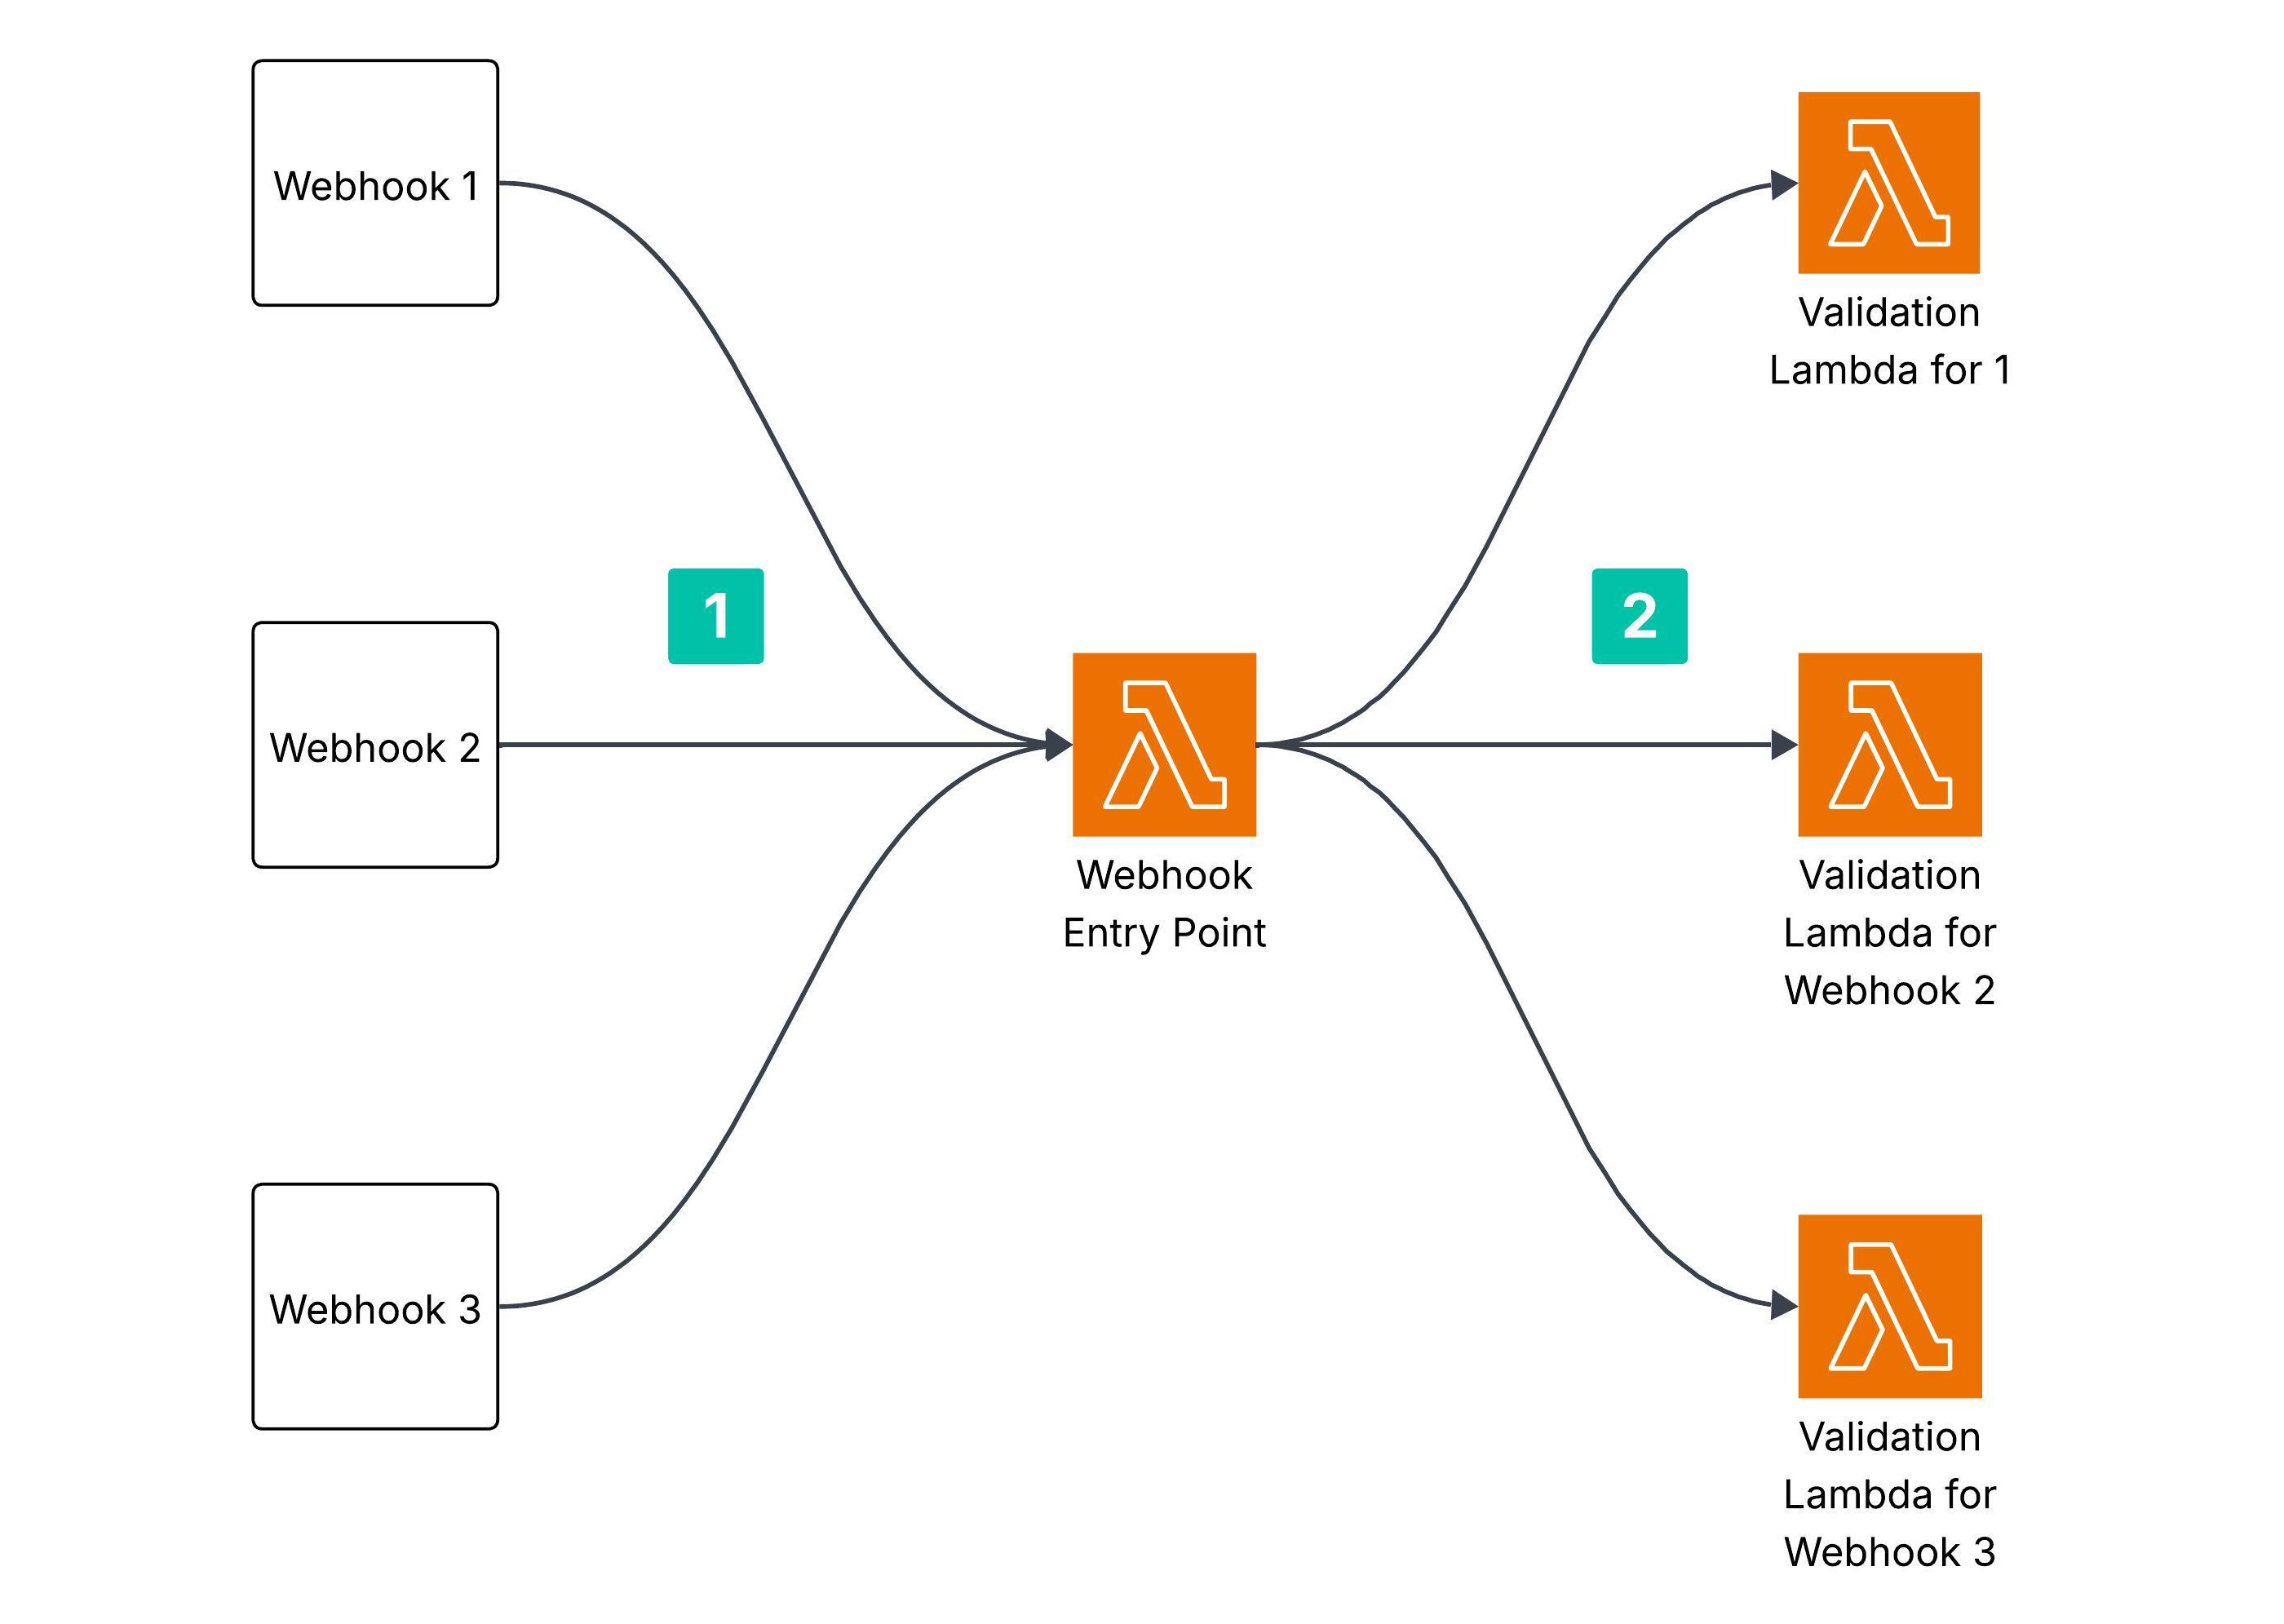 Webhook 1
Validation
Lambda for 1
1
2
Webhook 2
Webhook
Entry Point
Validation
Lambda for
Webhook 2
Webhook 3
Validation
Lambda for
Webhook 3